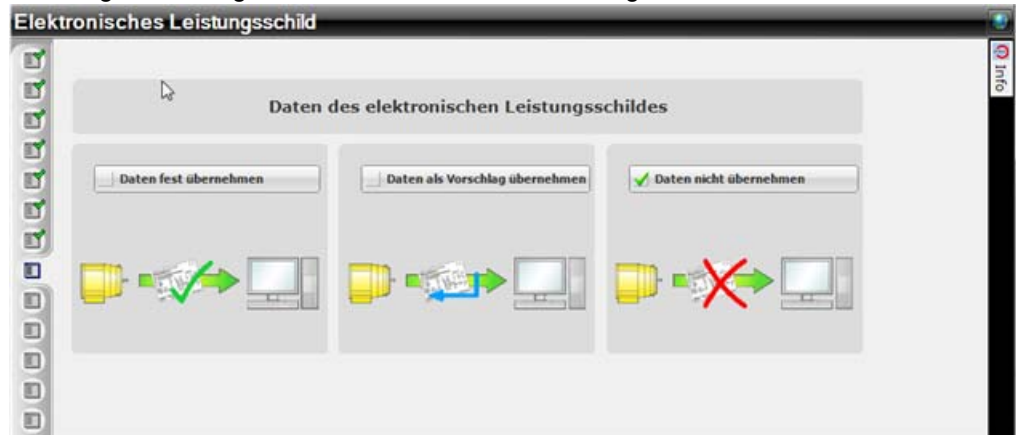 Elektronisches Leistungsschild
Info
Daten des elektronischen Leistungsschildes
Daten fest übernehmen
Daten als Vorschlag übernehmen
Daten nicht übernehmen